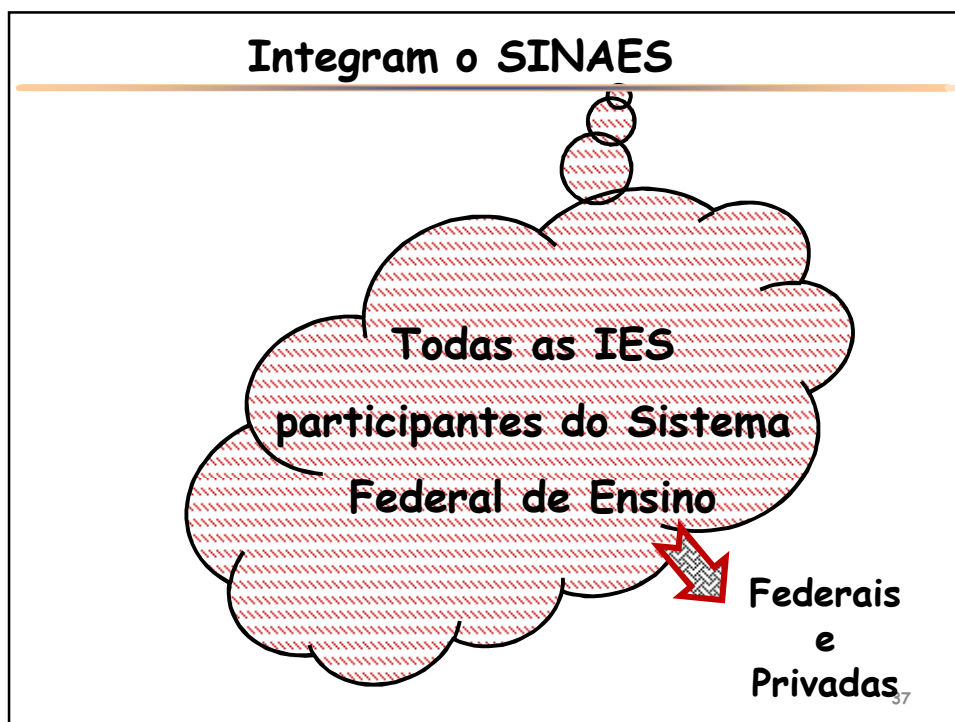 Integram o SINAES
Todas as IES
participantes do Sistema
Federal de Ensino
Federais
e
Privadas
37